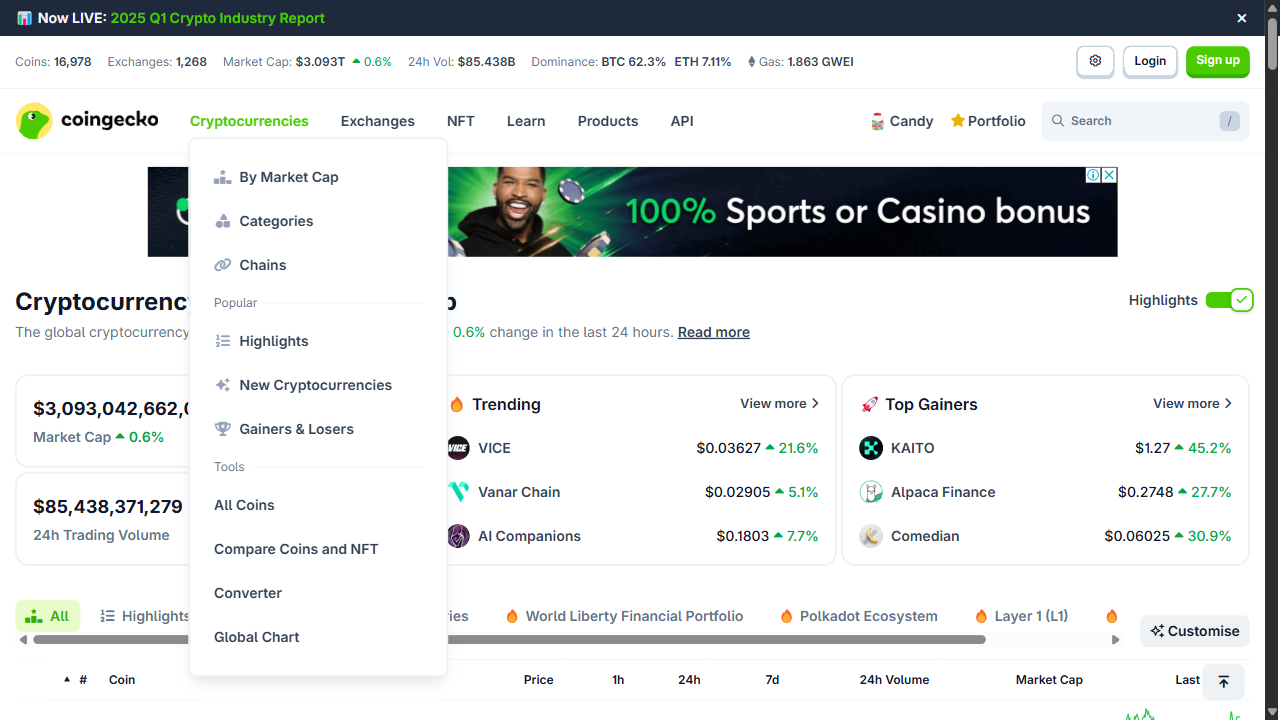 Now LIVE: 2025 Q1 Crypto Industry Report
Coins: 16,978 Exchanges: 1,268 Market Cap: $3.093T 0.6% 24h Vol: $85.438B Dominance: BTC 62.3% ETH 7.11% Gas: 1.863 GWEI
Login
Sign up
coingecko
Cryptocurrencies Exchanges NFT Learn Products API
Candy Portfolio
Search /
By Market Cap
Categories
Chains
Popular
Highlights
New Cryptocurrencies
Gainers & Losers
Tools
All Coins
Compare Coins and NFT
Converter
Global Chart
100% Sports or Casino bonus
Highlights
The global cryptocurrency
0.6% change in the last 24 hours. Read more
$3,093,042,662,
Market Cap 0.6%
$85,438,371,279
24h Trading Volume
Trending View more
VICE $0.03627 21.6%
Vanar Chain $0.02905 5.1%
AI Companions $0.1803 7.7%
Top Gainers View more
KAITO $1.27 45.2%
Alpaca Finance $0.2748 27.7%
Comedian $0.06025 30.9%
All Highlights
World Liberty Financial Portfolio Polkadot Ecosystem Layer 1 (L1)
Customise
# Coin Price 1h 24h 7d 24h Volume Market Cap Last